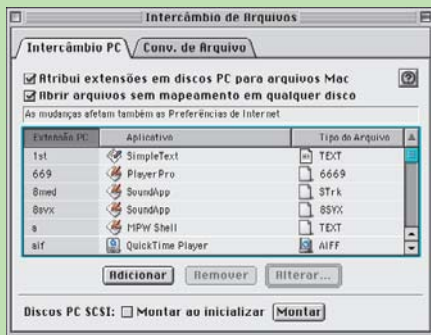 Intercâmbio de Arquivos
Intercâmbio PC Conv. de Arquivo
Atribui extensões em discos PC para arquivos Mac
Abrir arquivos sem mapeamento em qualquer disco
As mudanças afetam também as Preferências de Internet
Extensão PC Aplicativo Tipo do Arquivo
1st SimpleText TEXT
669 PlayerPro 6669
8med SoundApp STrk
8svx SoundApp 8SVX
a MPW Shell TEXT
aif QuickTime Player AIFF
Adicionar Remover Alterar...
Discos PC SCSI: Montar ao inicializar Montar